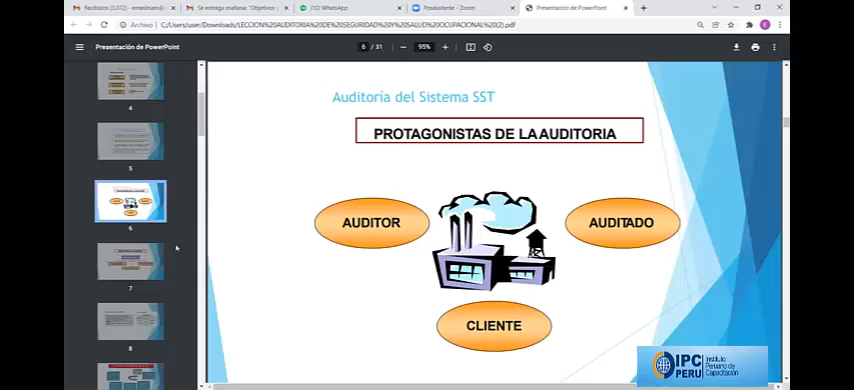 Recibidos (3,072) - emedinam@
Se entrega mañana: "Objetivos y
(10) WhatsApp
Posasistente - Zoom
Presentación de PowerPoint
Archivo
C:/Users/user/Downloads/LECCION%20AUDITORIA%20DE%20SEGURIDAD%20Y%20SALUD%20OCUPACIONAL%20(2).pdf
E
Presentación de PowerPoint
6 / 31
95%
4
5
6
7
8
Auditoría del Sistema SST
PROTAGONISTAS DE LA AUDITORIA
AUDITOR
AUDITADO
CLIENTE
IPC
PERU
Instituto
Peruano de
Capacitación